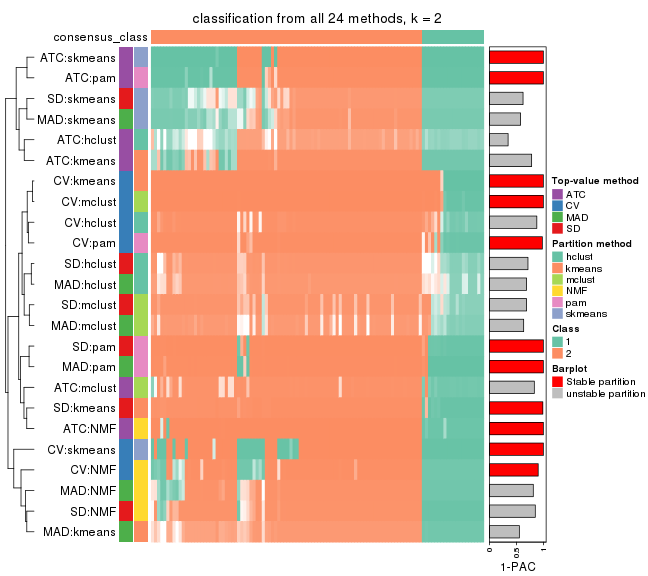 classification from all 24 methods, k = 2
consensus_class
ATC:skmeans
ATC:pam
SD:skmeans
MAD:skmeans
ATC:hclust
ATC:kmeans
CV:kmeans
CV:mclust
CV:hclust
CV:pam
SD:hclust
MAD:hclust
SD:mclust
MAD:mclust
SD:pam
MAD:pam
ATC:mclust
SD:kmeans
ATC:NMF
CV:skmeans
CV:NMF
MAD:NMF
SD:NMF
MAD:kmeans
0
0.5
1
1-PAC
Top-value method
ATC
CV
MAD
SD
Partition method
hclust
kmeans
mclust
NMF
pam
skmeans
Class
1
2
Barplot
Stable partition
unstable partition